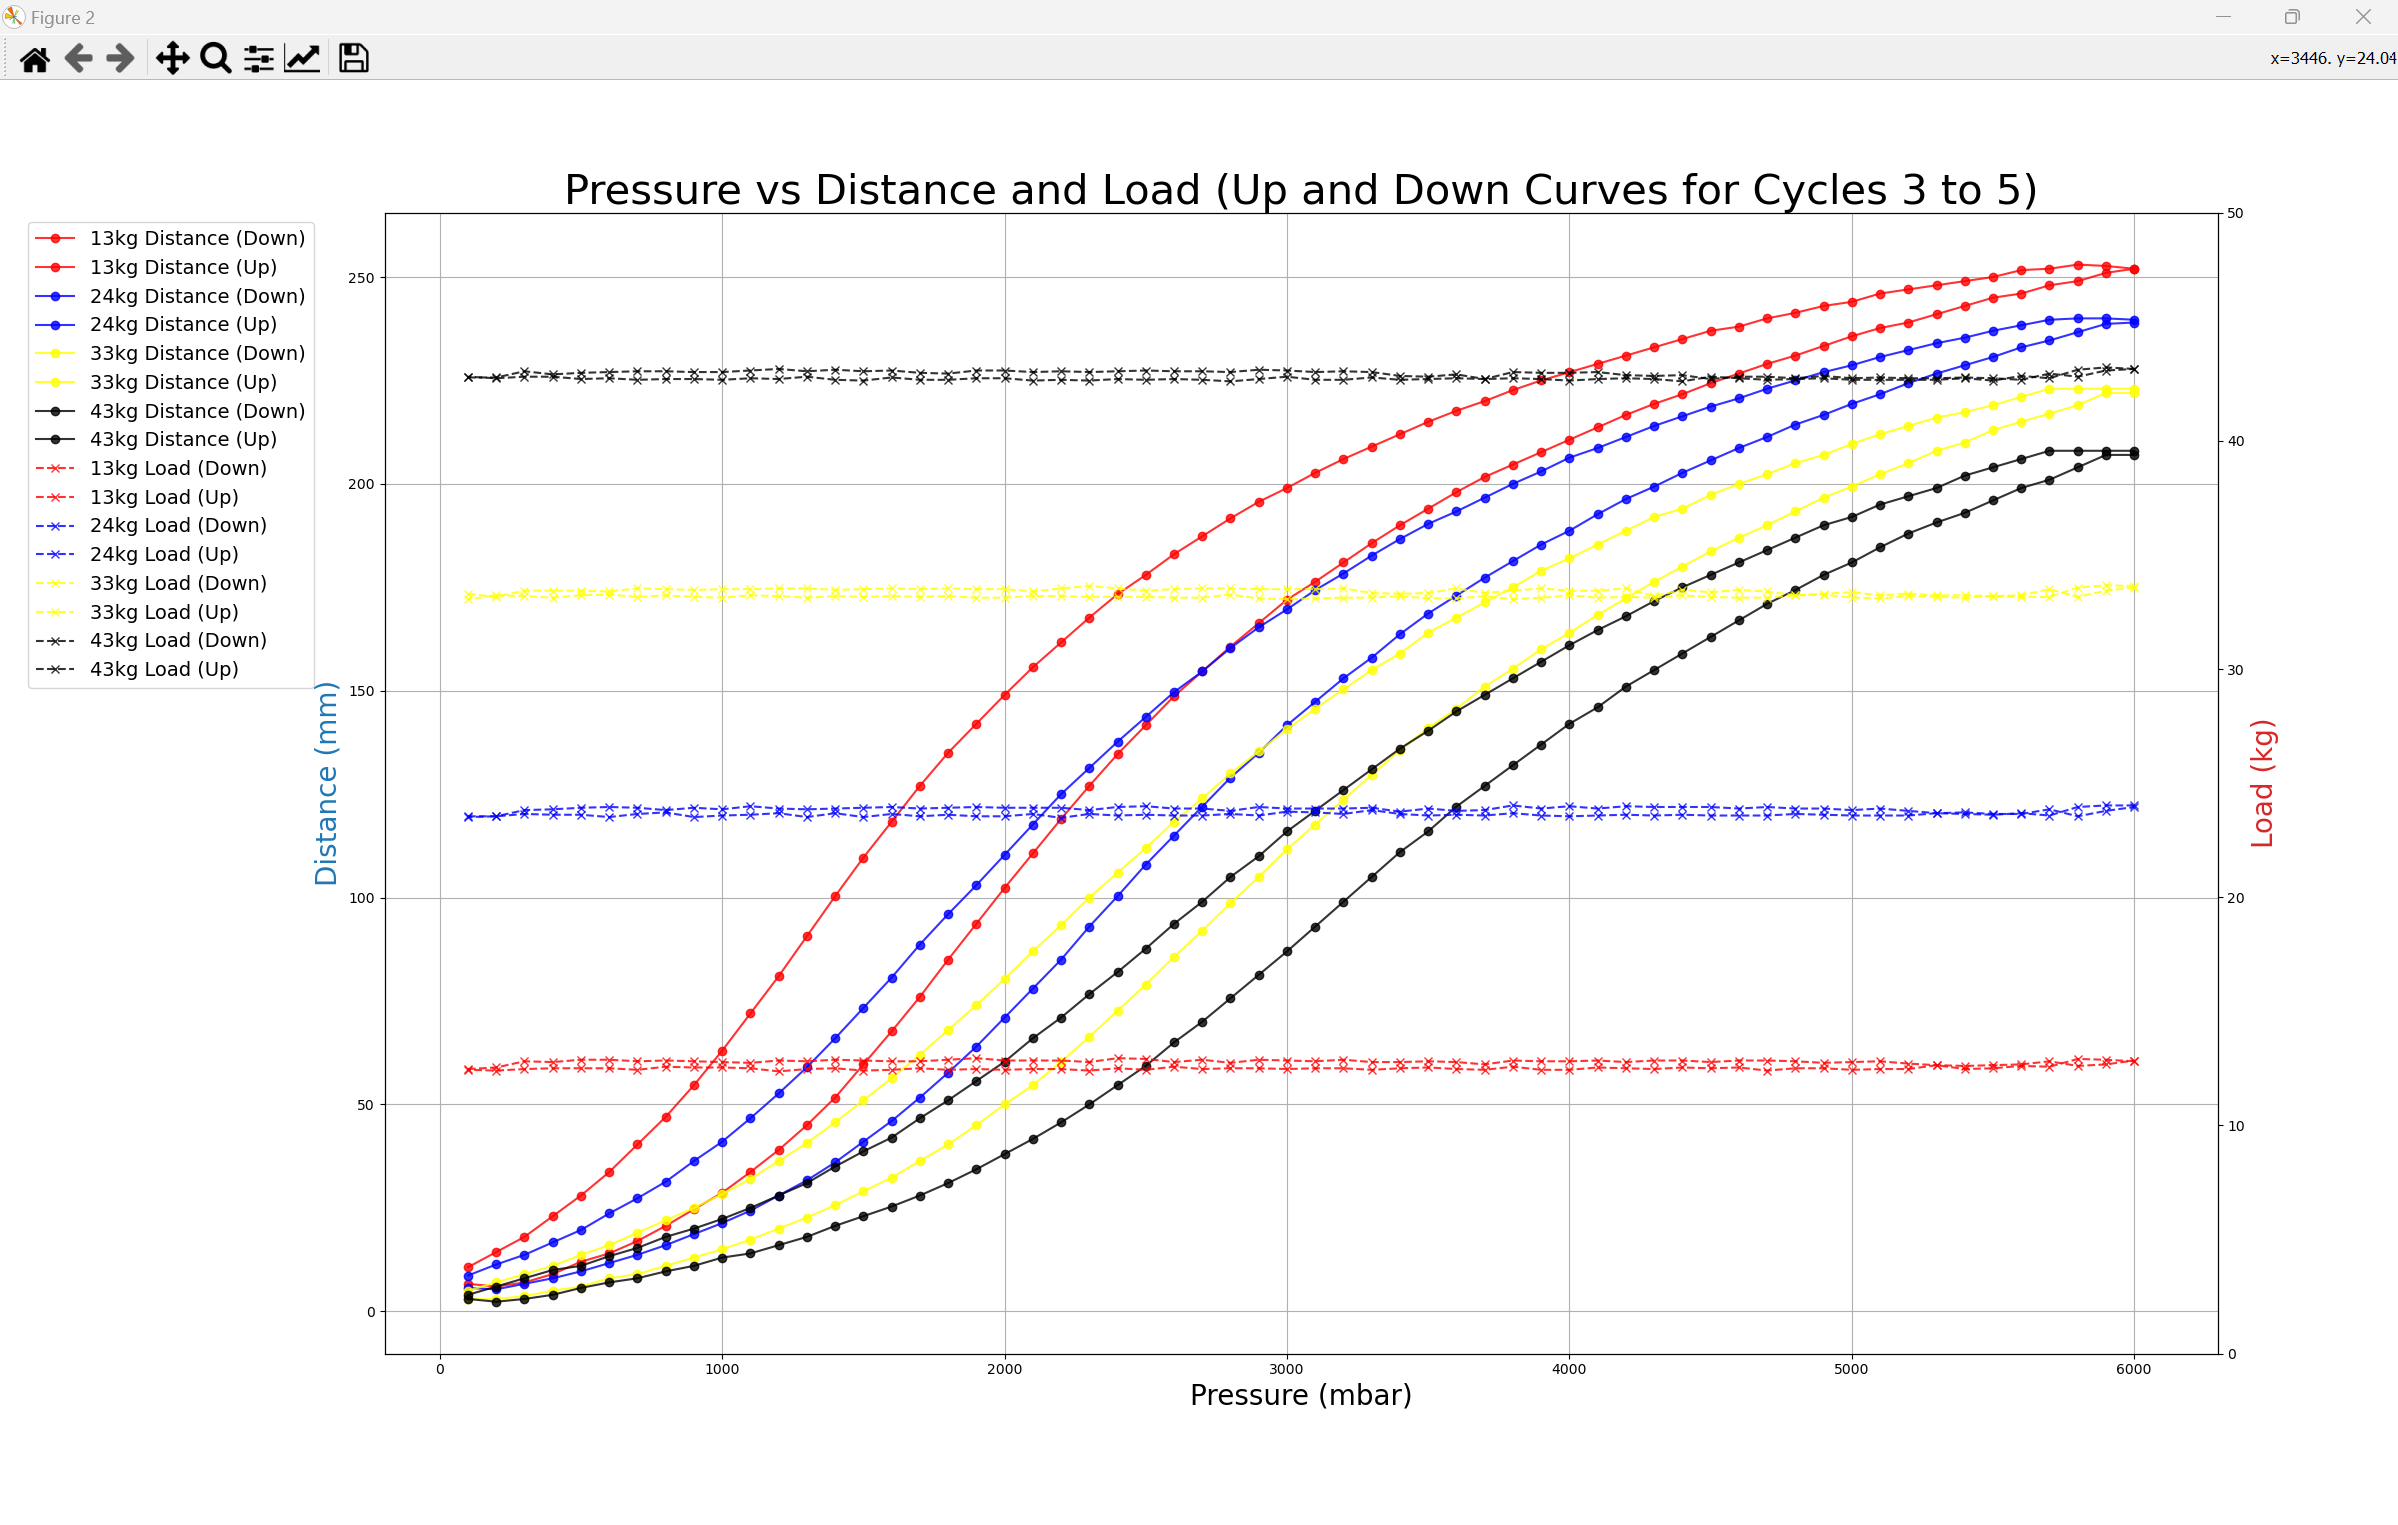 Figure 2
x=3446. y=24.04
Pressure vs Distance and Load (Up and Down Curves for Cycles 3 to 5)
13kg Distance (Down)
13kg Distance (Up)
24kg Distance (Down)
24kg Distance (Up)
33kg Distance (Down)
33kg Distance (Up)
43kg Distance (Down)
43kg Distance (Up)
13kg Load (Down)
13kg Load (Up)
24kg Load (Down)
24kg Load (Up)
33kg Load (Down)
33kg Load (Up)
43kg Load (Down)
43kg Load (Up)
Distance (mm)
250
200
150
100
50
0
50
40
30
20
10
0
Load (kg)
0 1000 2000 3000 4000 5000 6000
Pressure (mbar)